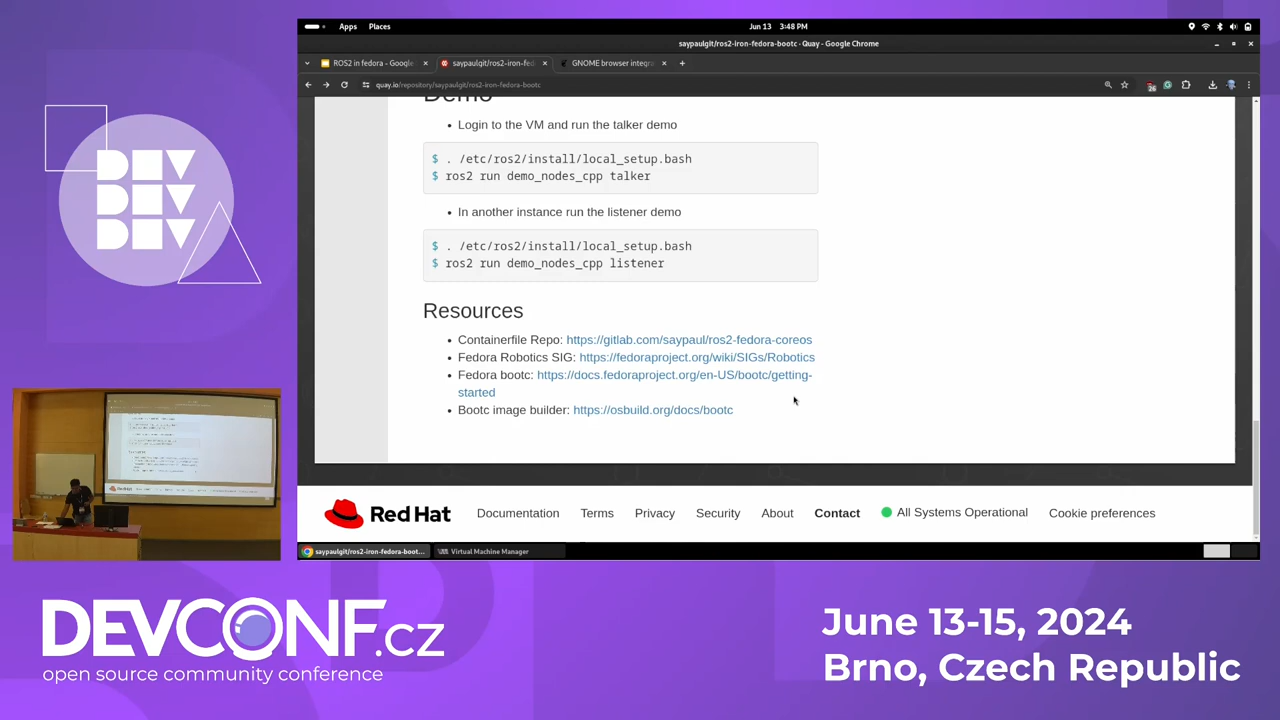 Apps Places
Jun 13 3:48 PM
saypaulgit/ros2-iron-fedora-bootc · Quay - Google Chrome
ROS2 in fedora - Google
saypaulgit/ros2-iron-fed
GNOME browser integra
quay.io/repository/saypaulgit/ros2-iron-fedora-bootc
Demo
• Login to the VM and run the talker demo
$ . /etc/ros2/install/local_setup.bash
$ ros2 run demo_nodes_cpp talker
• In another instance run the listener demo
$ . /etc/ros2/install/local_setup.bash
$ ros2 run demo_nodes_cpp listener
Resources
• Containerfile Repo: https://gitlab.com/saypaul/ros2-fedora-coreos
• Fedora Robotics SIG: https://fedoraproject.org/wiki/SIGs/Robotics
• Fedora bootc: https://docs.fedoraproject.org/en-US/bootc/getting-
started
• Bootc image builder: https://osbuild.org/docs/bootc
Red Hat
Documentation Terms Privacy Security About Contact All Systems Operational Cookie preferences
saypaulgit/ros2-iron-fedora-boot...
Virtual Machine Manager
DEV
DEV
DEV
DEVCONF.cz
open source community conference
June 13-15, 2024
Brno, Czech Republic